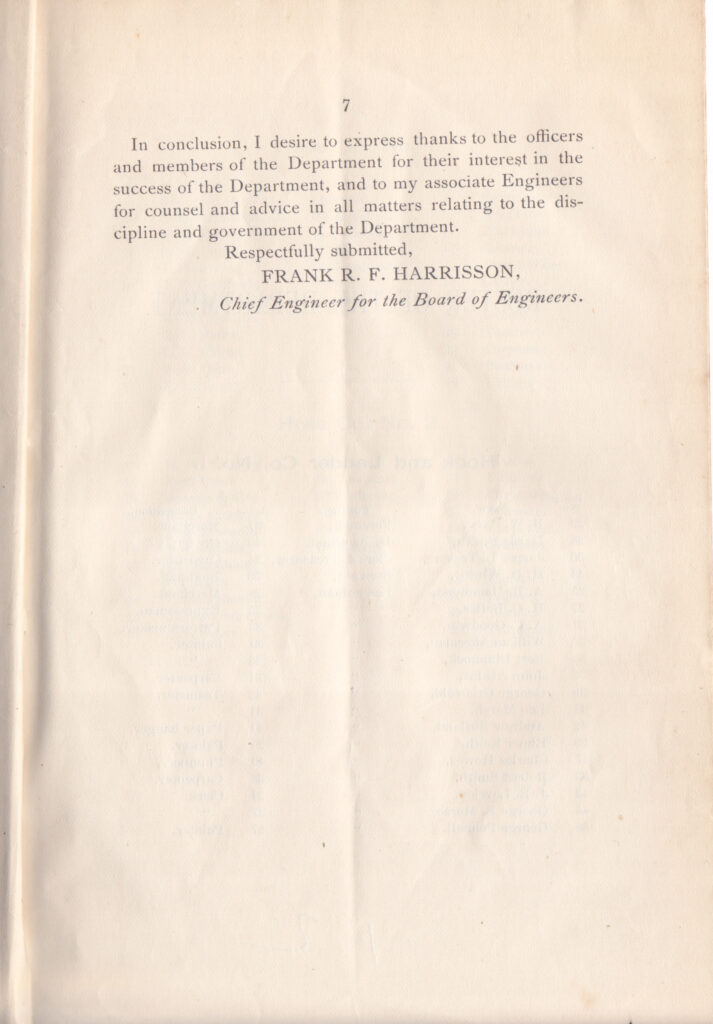 7
In conclusion, I desire to express thanks to the officers
and members of the Department for their interest in the
success of the Department, and to my associate Engineers
for counsel and advice in all matters relating to the dis-
cipline and government of the Department.
Respectfully submitted,
FRANK R. F. HARRISSON,
Chief Engineer for the Board of Engineers.